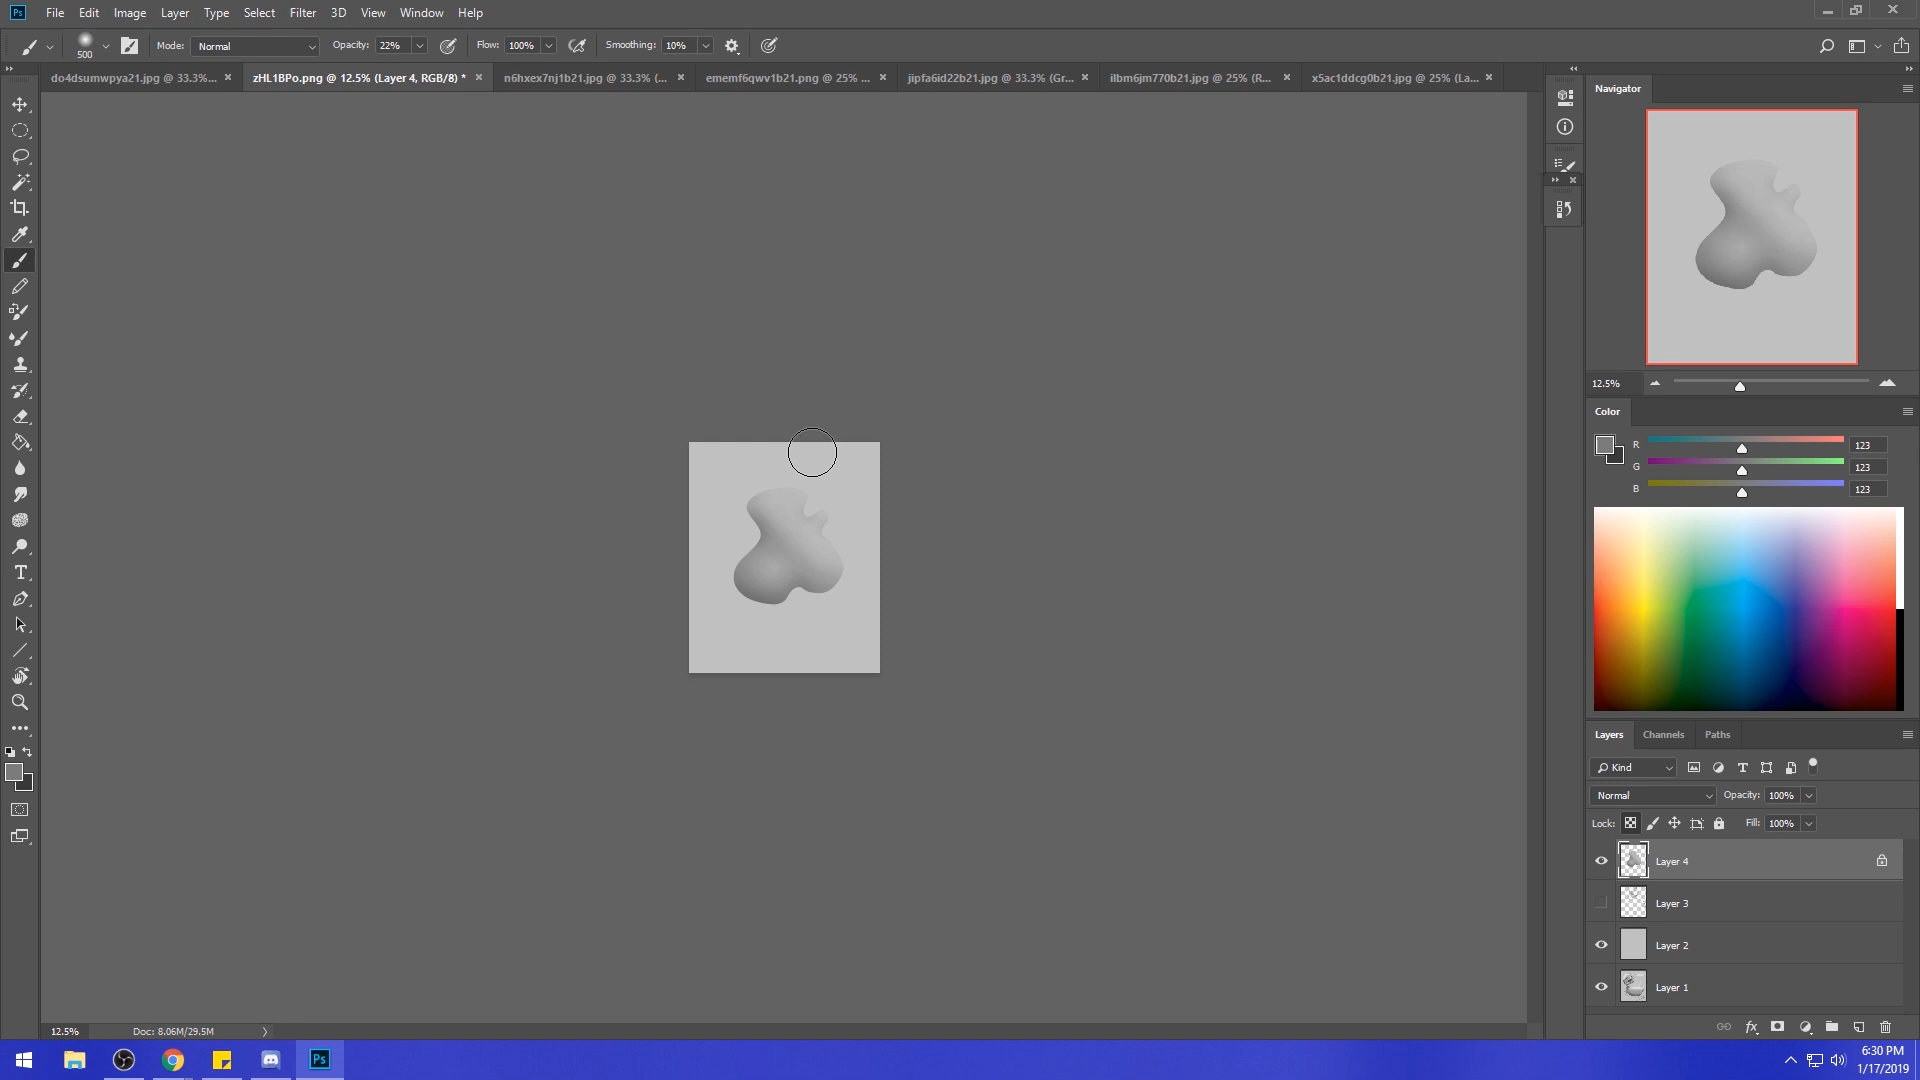 Ps File Edit Image Layer Type Select Filter 3D View Window Help
500 Mode: Normal Opacity: 22% Flow: 100% Smoothing: 10%
do4dsumwpya21.jpg @ 33.3%... zHL1BPo.png @ 12.5% (Layer 4, RGB/8) * n6hxex7nj1b21.jpg @ 33.3% (... ememf6qwv1b21.png @ 25% ... jipfa6id22b21.jpg @ 33.3% (Gr... ilbm6jm770b21.jpg @ 25% (R... x5ac1ddcg0b21.jpg @ 25% (La...
Navigator
12.5%
Color
R 123
G 123
B 123
Layers Channels Paths
Kind
Normal Opacity: 100%
Lock: Fill: 100%
Layer 4
Layer 3
Layer 2
Layer 1
12.5% Doc: 8.06M/29.5M
Ps
6:30 PM
1/17/2019